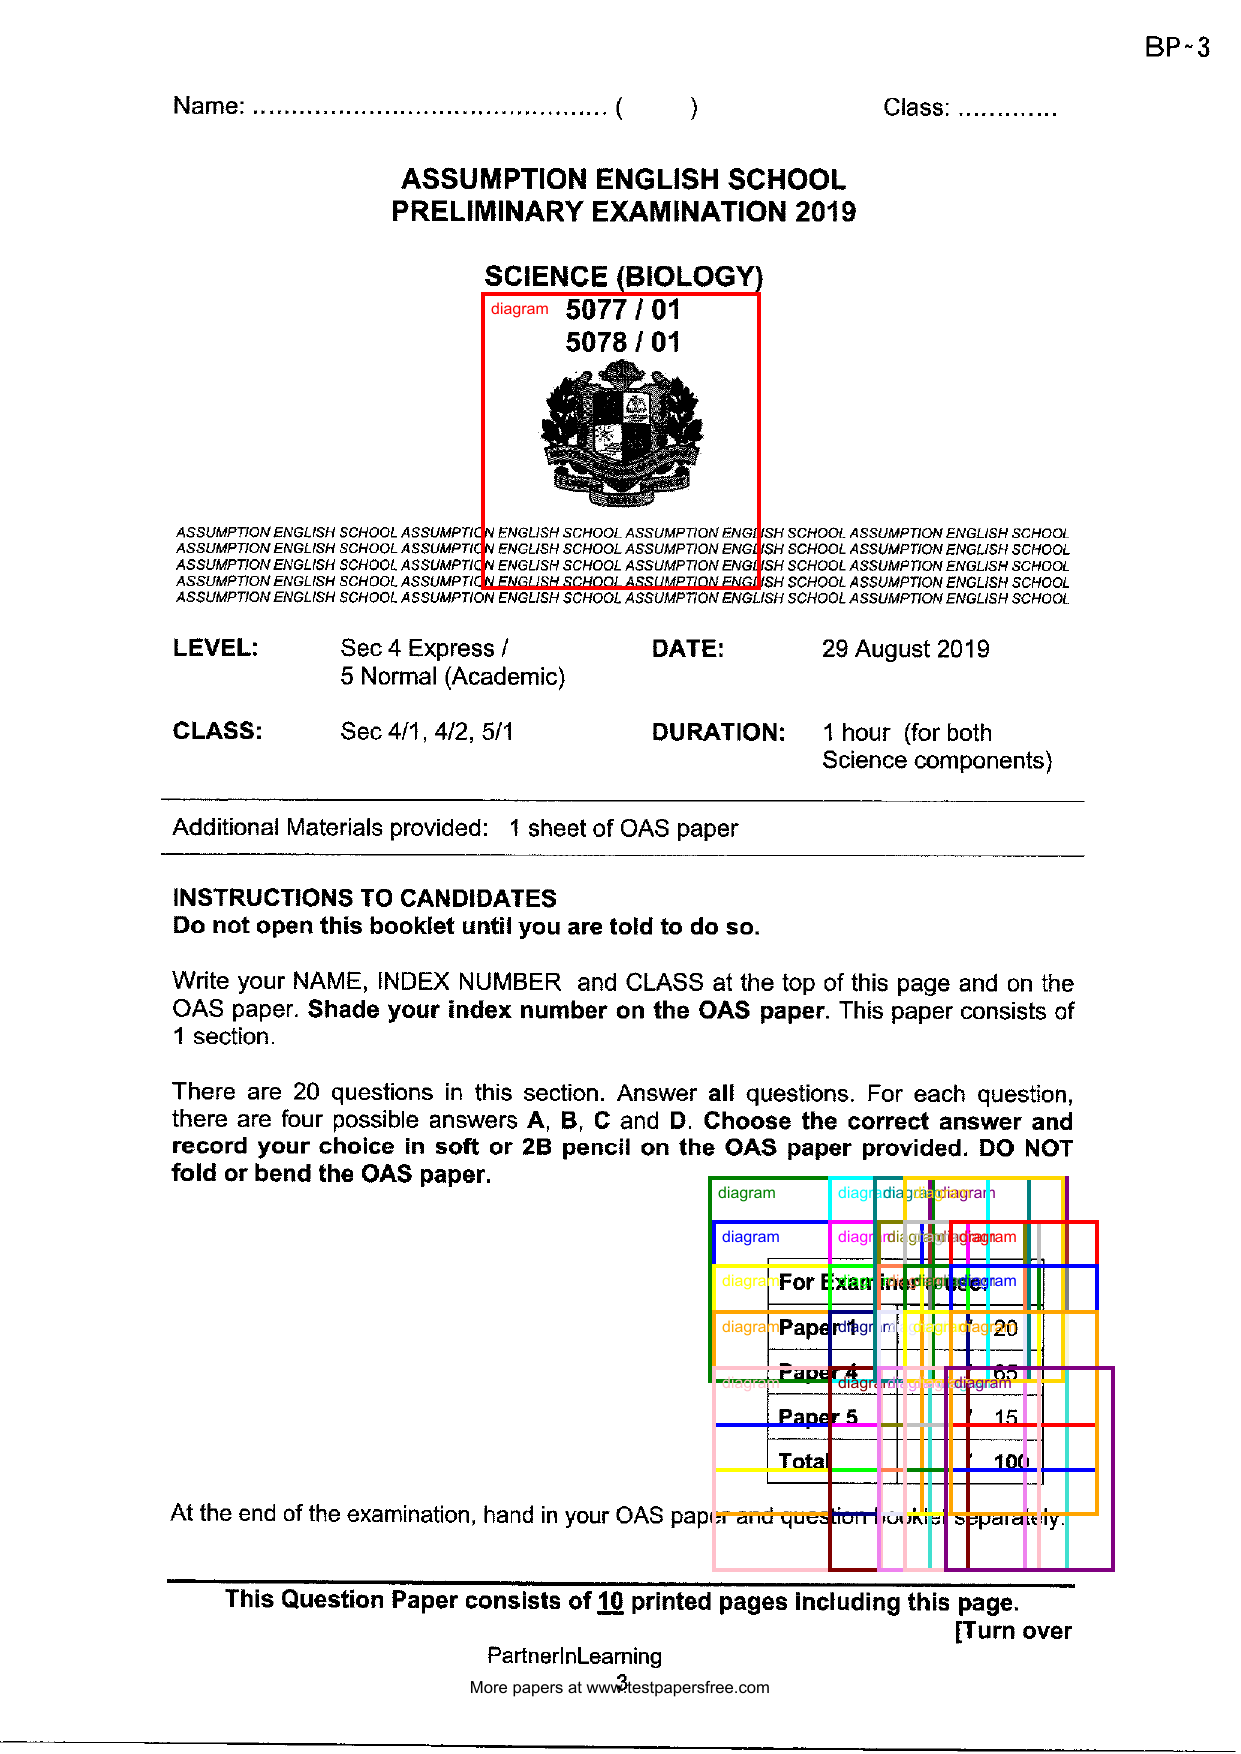 BP~3
Name: .............................................. ( ) Class: .............
ASSUMPTION ENGLISH SCHOOL
PRELIMINARY EXAMINATION 2019
SCIENCE (BIOLOGY)
diagram 5077 / 01
5078 / 01
ASSUMPTION ENGLISH SCHOOL ASSUMPTION ENGLISH SCHOOL ASSUMPTION ENGLISH SCHOOL ASSUMPTION ENGLISH SCHOOL
ASSUMPTION ENGLISH SCHOOL ASSUMPTION ENGLISH SCHOOL ASSUMPTION ENGLISH SCHOOL ASSUMPTION ENGLISH SCHOOL
ASSUMPTION ENGLISH SCHOOL ASSUMPTION ENGLISH SCHOOL ASSUMPTION ENGLISH SCHOOL ASSUMPTION ENGLISH SCHOOL
ASSUMPTION ENGLISH SCHOOL ASSUMPTION ENGLISH SCHOOL ASSUMPTION ENGLISH SCHOOL ASSUMPTION ENGLISH SCHOOL
ASSUMPTION ENGLISH SCHOOL ASSUMPTION ENGLISH SCHOOL ASSUMPTION ENGLISH SCHOOL ASSUMPTION ENGLISH SCHOOL
LEVEL: Sec 4 Express / DATE: 29 August 2019
5 Normal (Academic)
CLASS: Sec 4/1, 4/2, 5/1 DURATION: 1 hour (for both
Science components)
Additional Materials provided: 1 sheet of OAS paper
INSTRUCTIONS TO CANDIDATES
Do not open this booklet until you are told to do so.
Write your NAME, INDEX NUMBER and CLASS at the top of this page and on the
OAS paper. Shade your index number on the OAS paper. This paper consists of
1 section.
There are 20 questions in this section. Answer all questions. For each question,
there are four possible answers A, B, C and D. Choose the correct answer and
record your choice in soft or 2B pencil on the OAS paper provided. DO NOT
fold or bend the OAS paper.
diagram
diagram diagram
diagram For Examiner's Use:
diagram Paper 1 / 20
diagram Paper 4 diagram / 65
Paper 5 / 15
Total / 100
At the end of the examination, hand in your OAS paper and question booklet separately.
This Question Paper consists of 10 printed pages including this page.
[Turn over
PartnerInLearning
3
More papers at www.testpapersfree.com